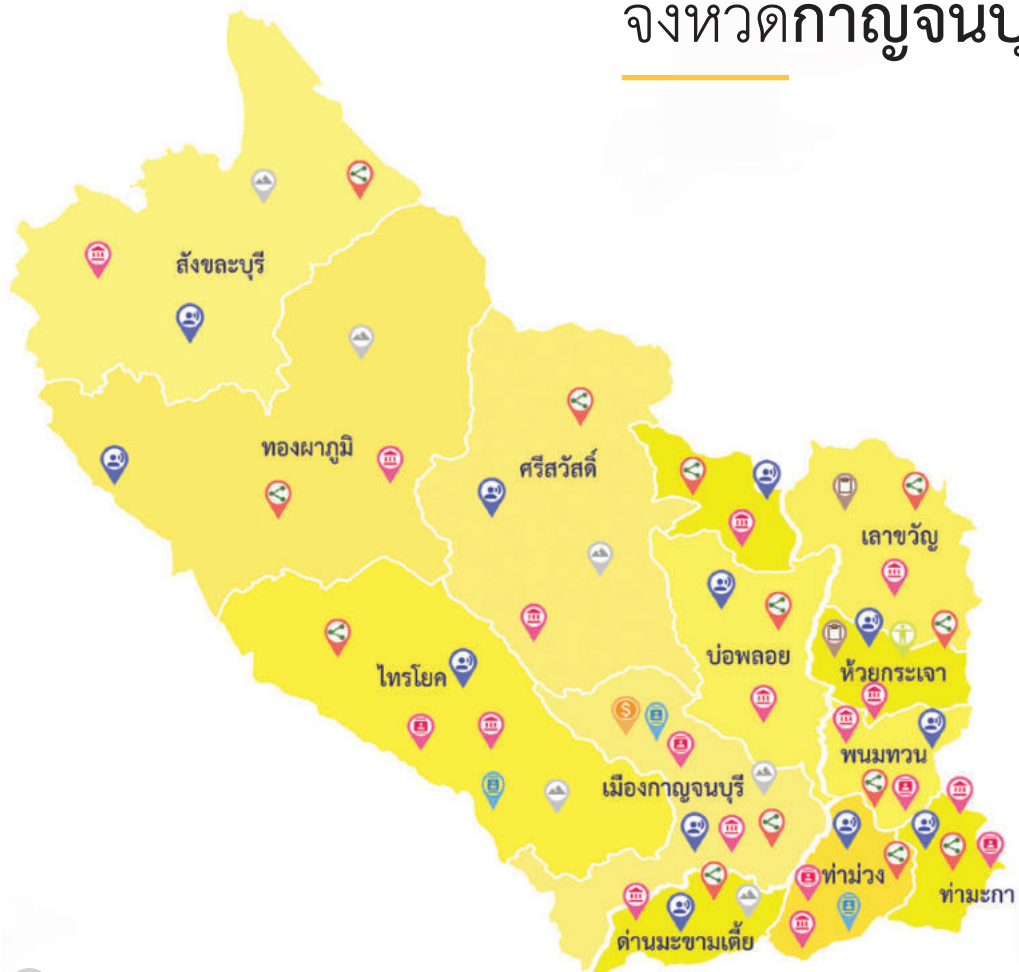 จังหวัดกาญจนบุ
สังขละบุรี
ทองผาภูมิ
ศรีสวัสดิ์
เลาขวัญ
บ่อพลอย
ห้วยกระเจา
ไทรโยค
พนมทวน
เมืองกาญจนบุรี
ท่าม่วง
ท่ามะกา
ด่านมะขามเตี้ย